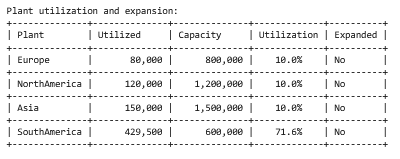 Plant utilization and expansion:
+--------------+-------------+-------------+-------------+----------+
| Plant | Utilized | Capacity | Utilization | Expanded |
+--------------+-------------+-------------+-------------+----------+
| Europe | 80,000 | 800,000 | 10.0% | No |
+--------------+-------------+-------------+-------------+----------+
| NorthAmerica | 120,000 | 1,200,000 | 10.0% | No |
+--------------+-------------+-------------+-------------+----------+
| Asia | 150,000 | 1,500,000 | 10.0% | No |
+--------------+-------------+-------------+-------------+----------+
| SouthAmerica | 429,500 | 600,000 | 71.6% | No |
+--------------+-------------+-------------+-------------+----------+